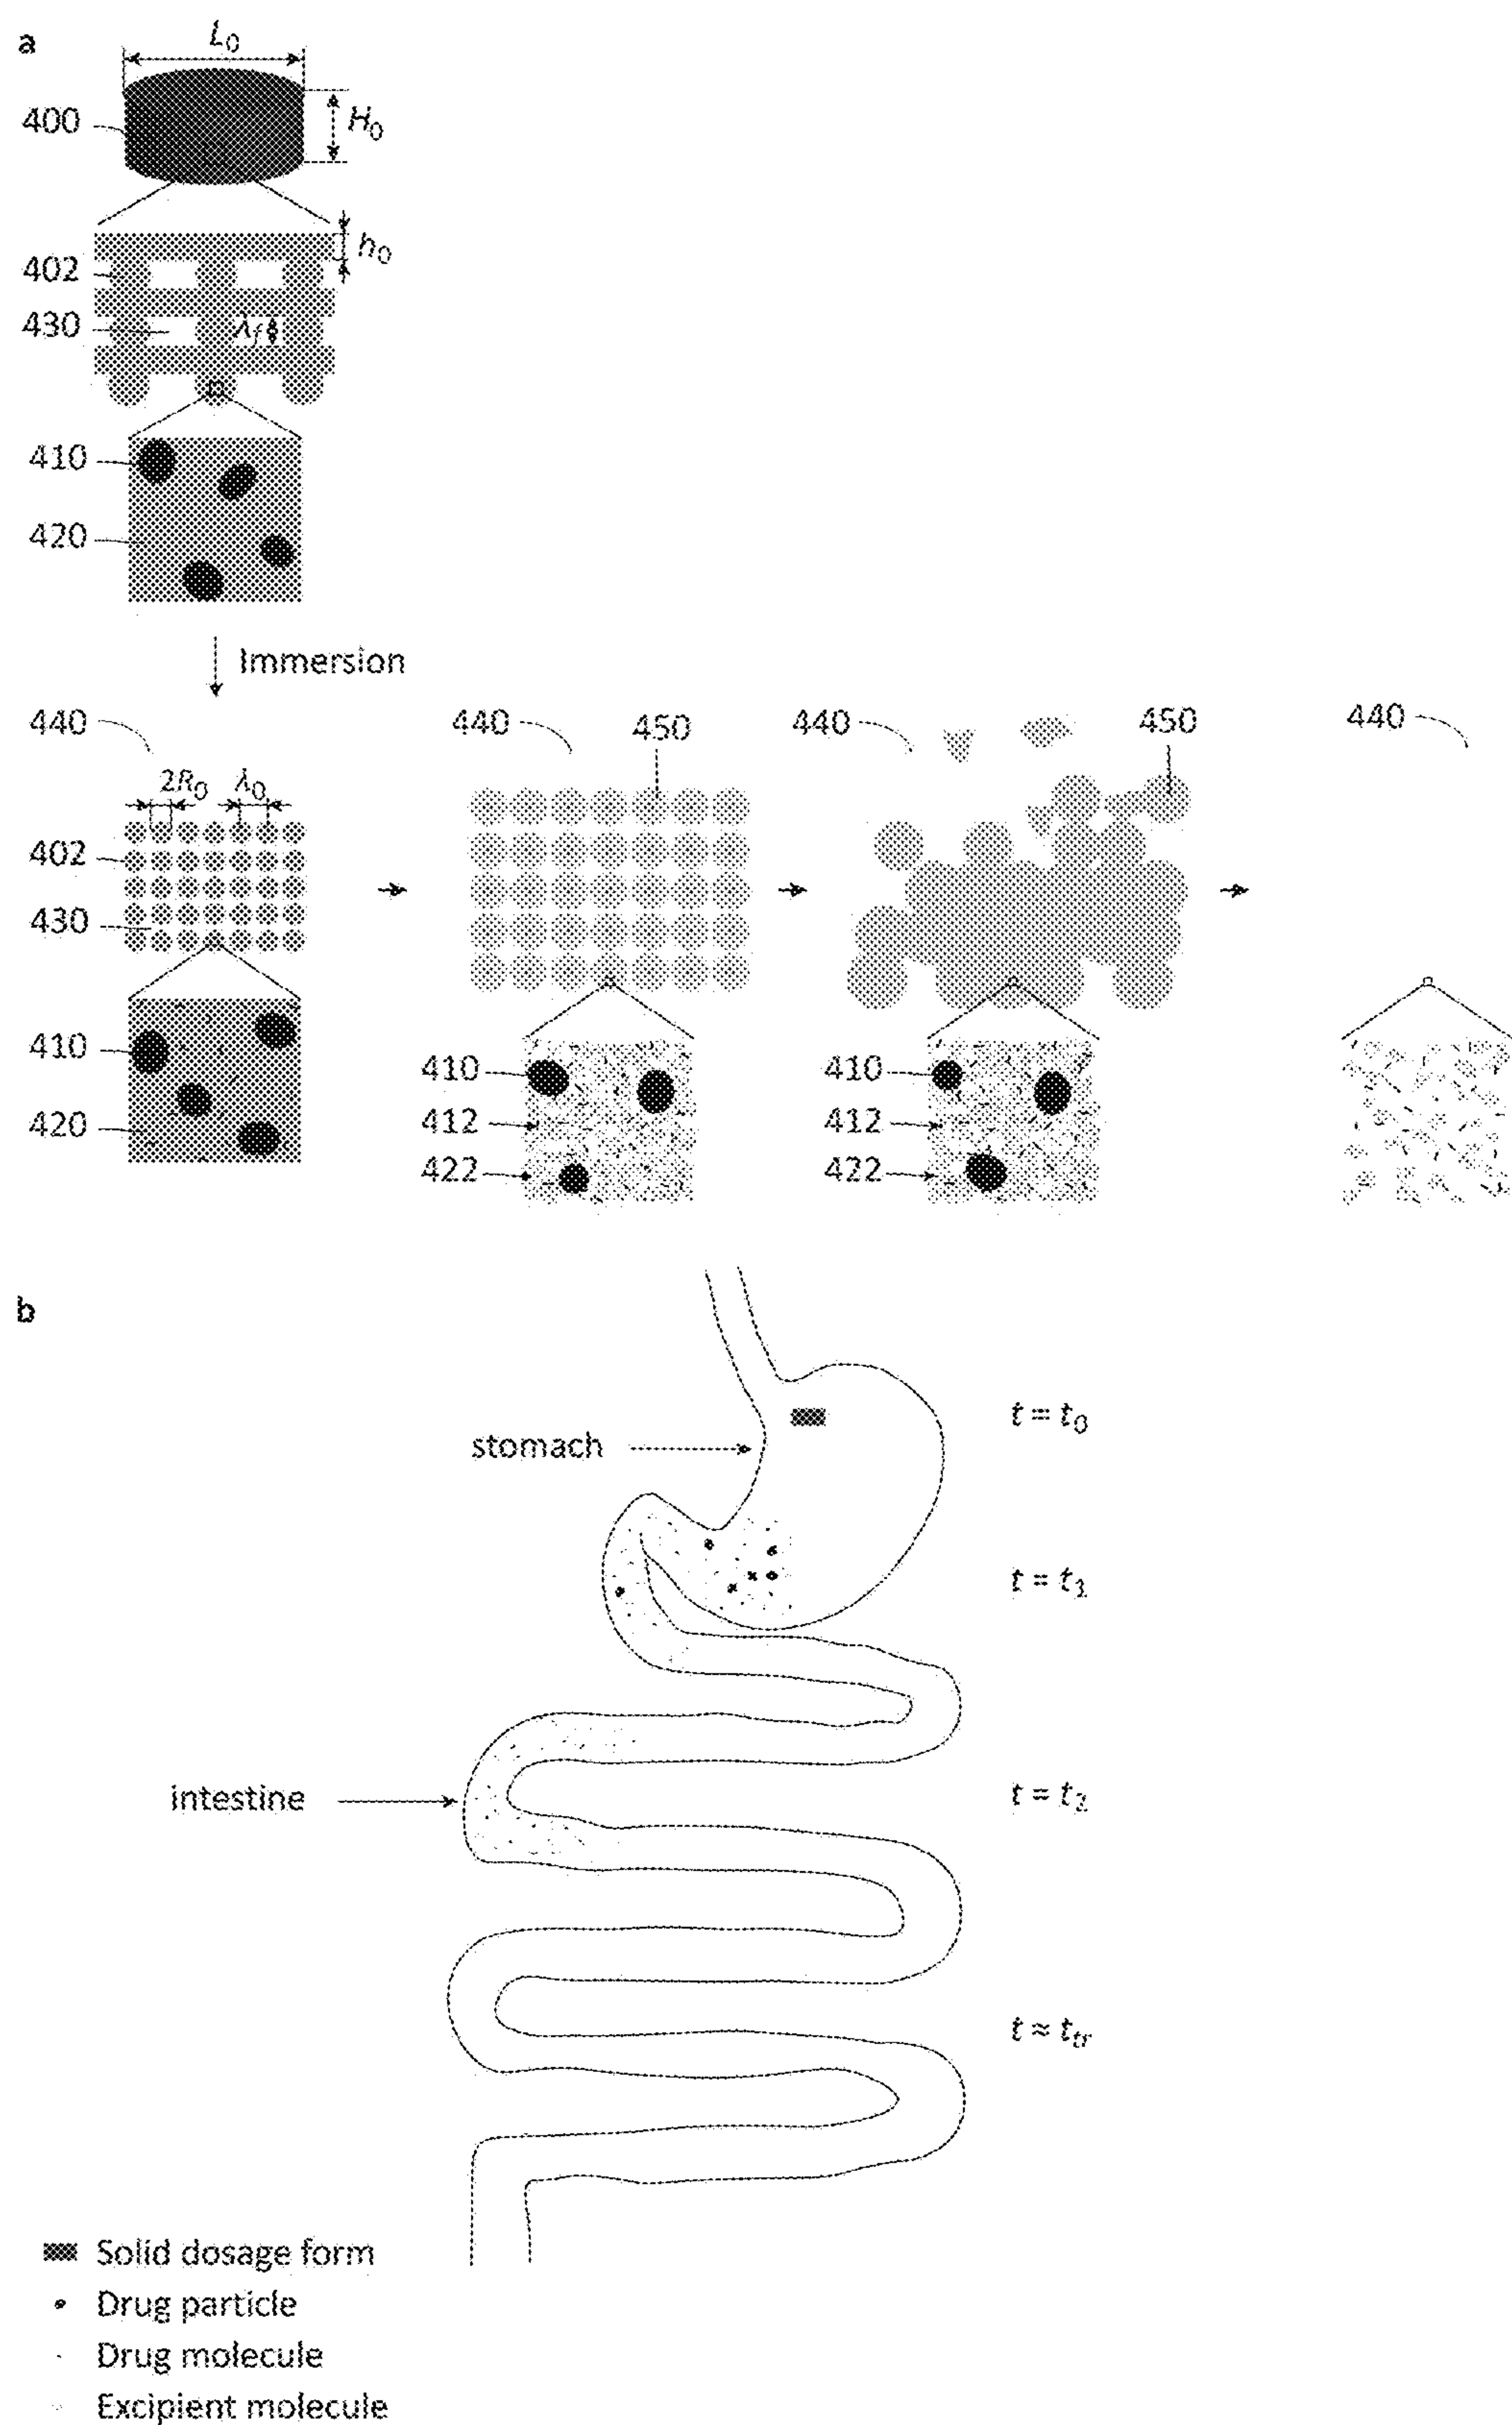 a
L₀
400
H₀
h₀
402
430
λf
410
420
Immersion
440
440
450
440
450
440
2R₀
λ₀
402
430
410
410
410
412
412
420
422
422
b
t = t₀
stomach
t = t₁
intestine
t = t₂
t ≈ ttr
Solid dosage form
Drug particle
Drug molecule
Excipient molecule